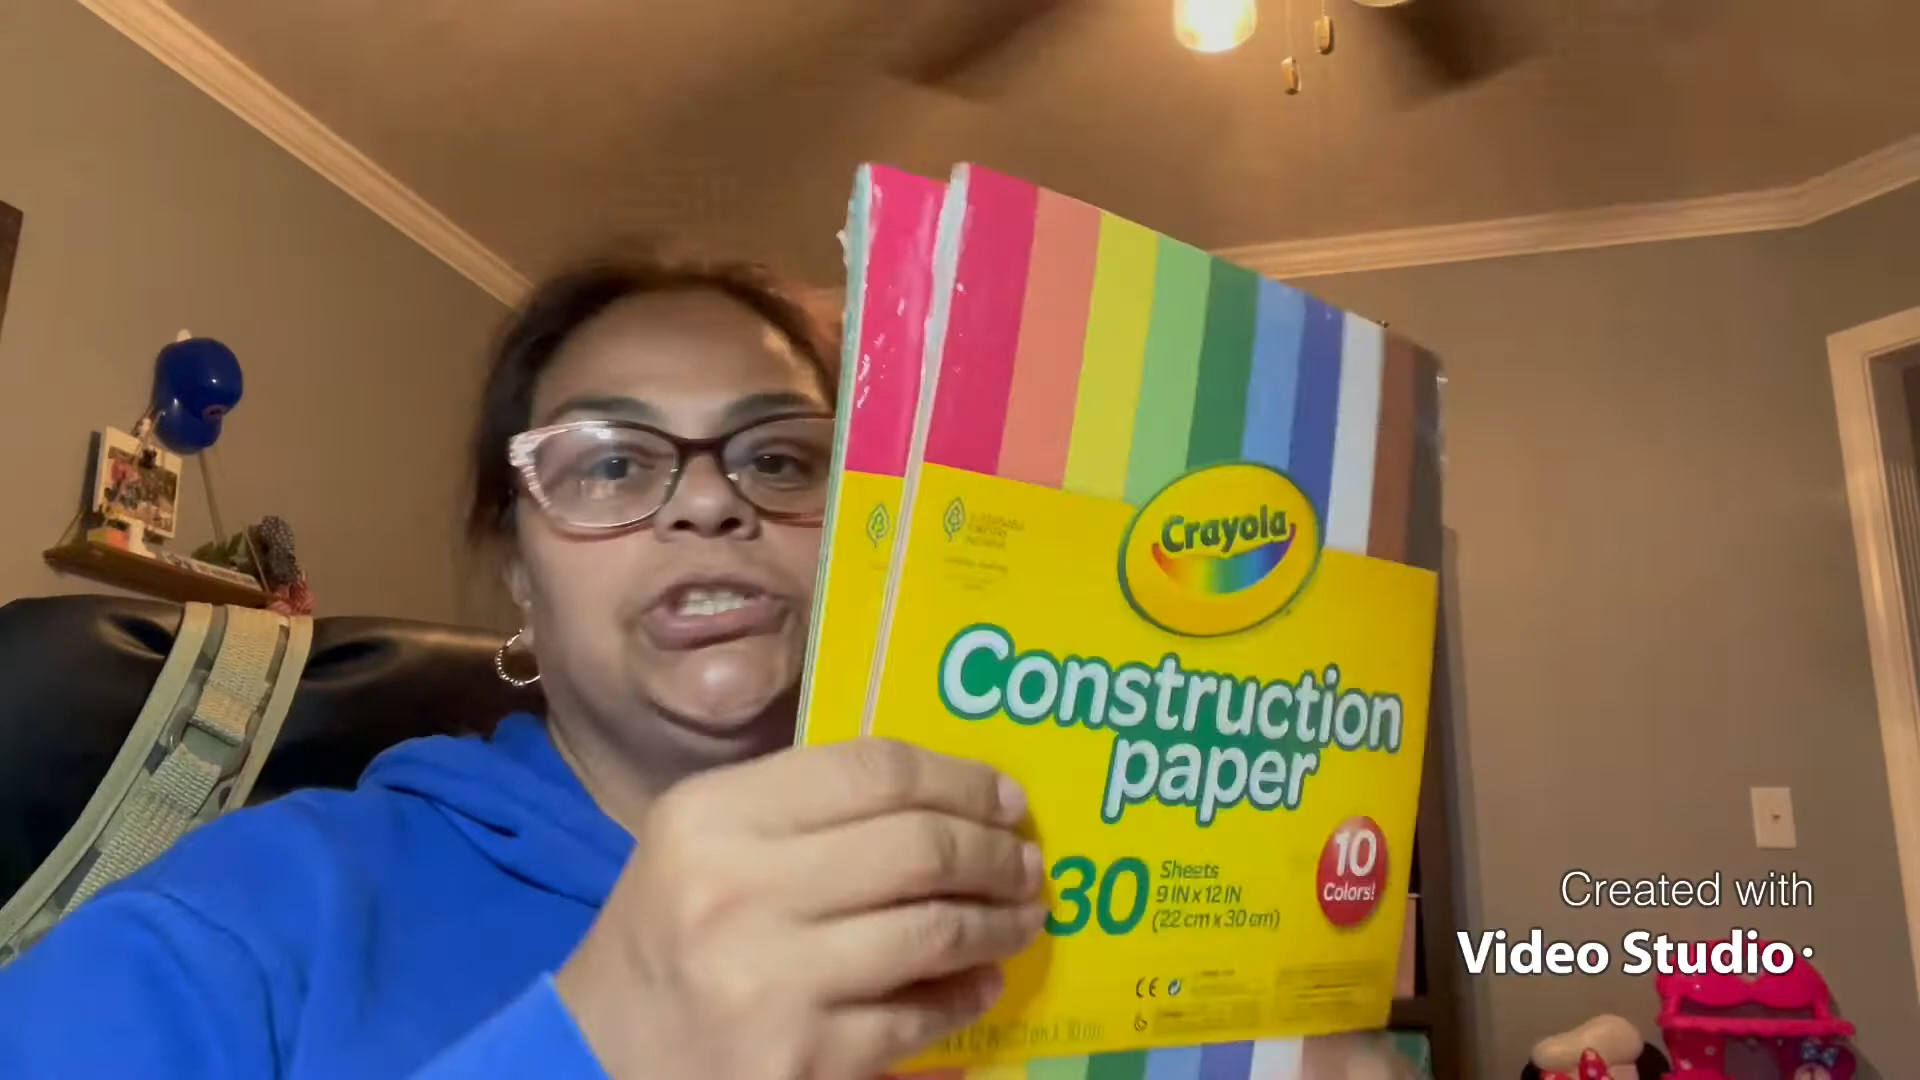 Crayola
Construction
paper
30
Sheets
9 IN x 12 IN
(22 cm x 30 cm)
10
Colors!
CE
Created with
Video Studio